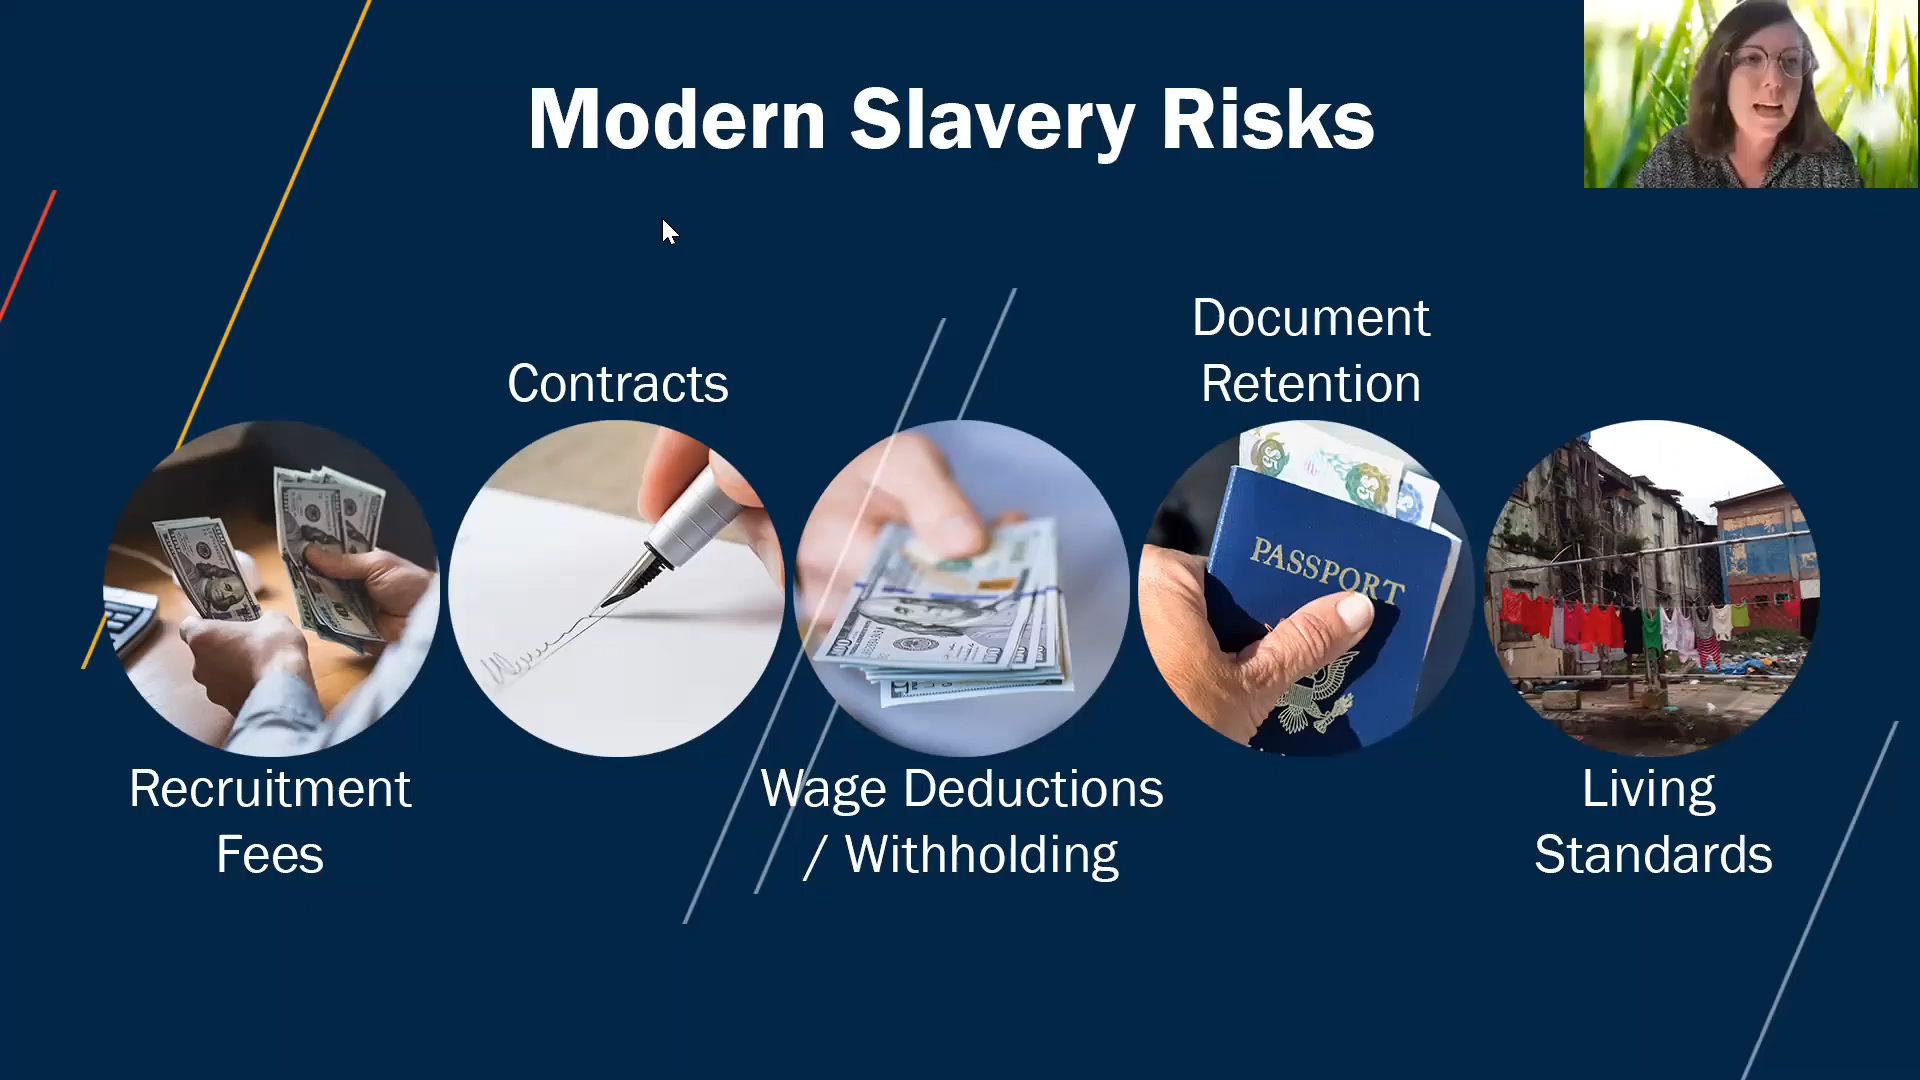 Modern Slavery Risks
Recruitment
Fees
Contracts
Wage Deductions
/ Withholding
Document
Retention
PASSPORT
Living
Standards